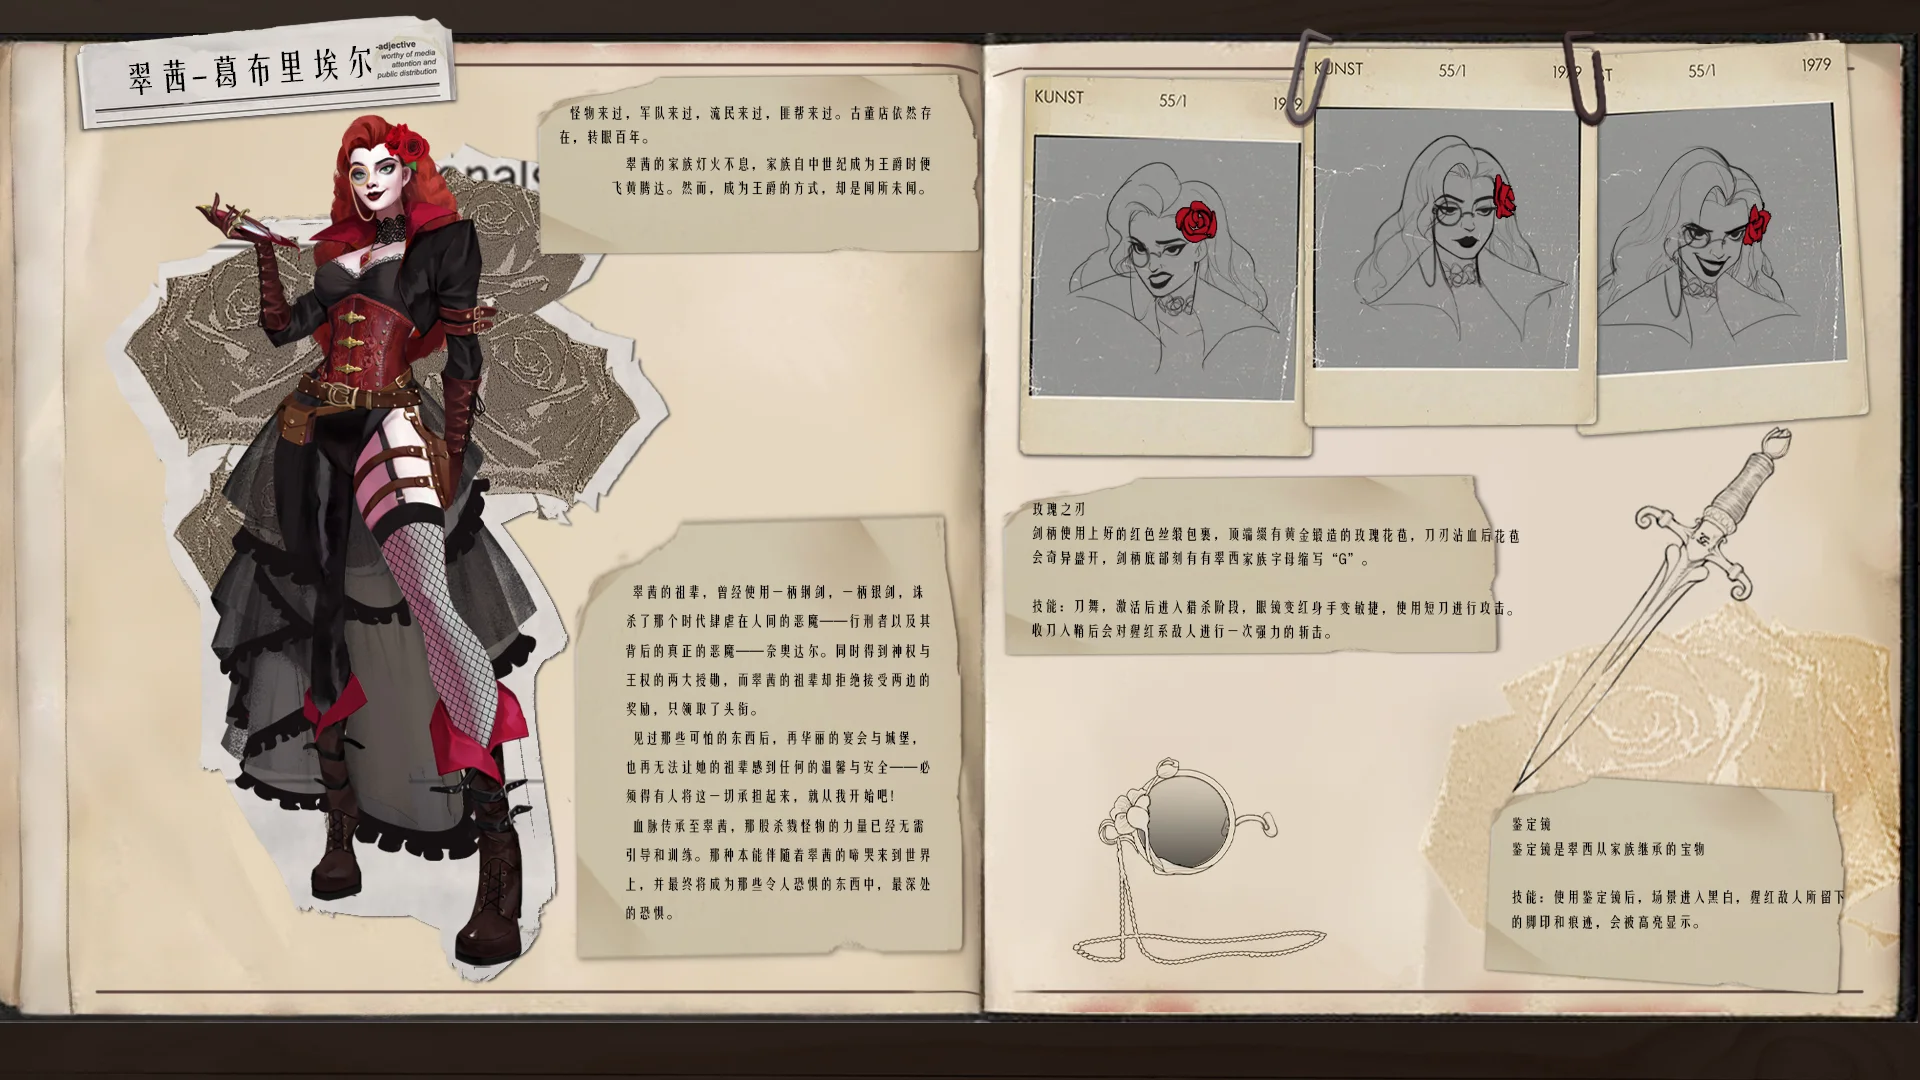 翠茜-葛布里埃尔
-adjective
worthy of media
attention and
public distribution
怪物来过，军队来过，流民来过，匪帮来过。古董店依然存
在，转眼百年。
翠茜的家族灯火不息，家族自中世纪成为王爵时便
飞黄腾达。然而，成为王爵的方式，却是闻所未闻。
翠茜的祖辈，曾经使用一柄钢剑，一柄银剑，诛
杀了那个时代肆虐在人间的恶魔——行刑者以及其
背后的真正的恶魔——奈奥达尔。同时得到神权与
王权的两大授勋，而翠茜的祖辈却拒绝接受两边的
奖励，只领取了头衔。
见过那些可怕的东西后，再华丽的宴会与城堡，
也再无法让她的祖辈感到任何的温馨与安全——必
须得有人将这一切承担起来，就从我开始吧！
血脉传承至翠茜，那股杀戮怪物的力量已经无需
引导和训练。那种本能伴随着翠茜的啼哭来到世界
上，并最终将成为那些令人恐惧的东西中，最深处
的恐惧。
KUNST 55/1
KUNST 55/1
ST 55/1 1979
玫瑰之刃
剑柄使用上好的红色丝缎包裹，顶端缀有黄金锻造的玫瑰花苞，刀刃沾血后花苞
会奇异盛开，剑柄底部刻有有翠西家族字母缩写“G”。
技能：刀舞，激活后进入猎杀阶段，眼镜变红身手变敏捷，使用短刀进行攻击。
收刀入鞘后会对猩红系敌人进行一次强力的斩击。
鉴定镜
鉴定镜是翠西从家族继承的宝物
技能：使用鉴定镜后，场景进入黑白，猩红敌人所留下
的脚印和痕迹，会被高亮显示。